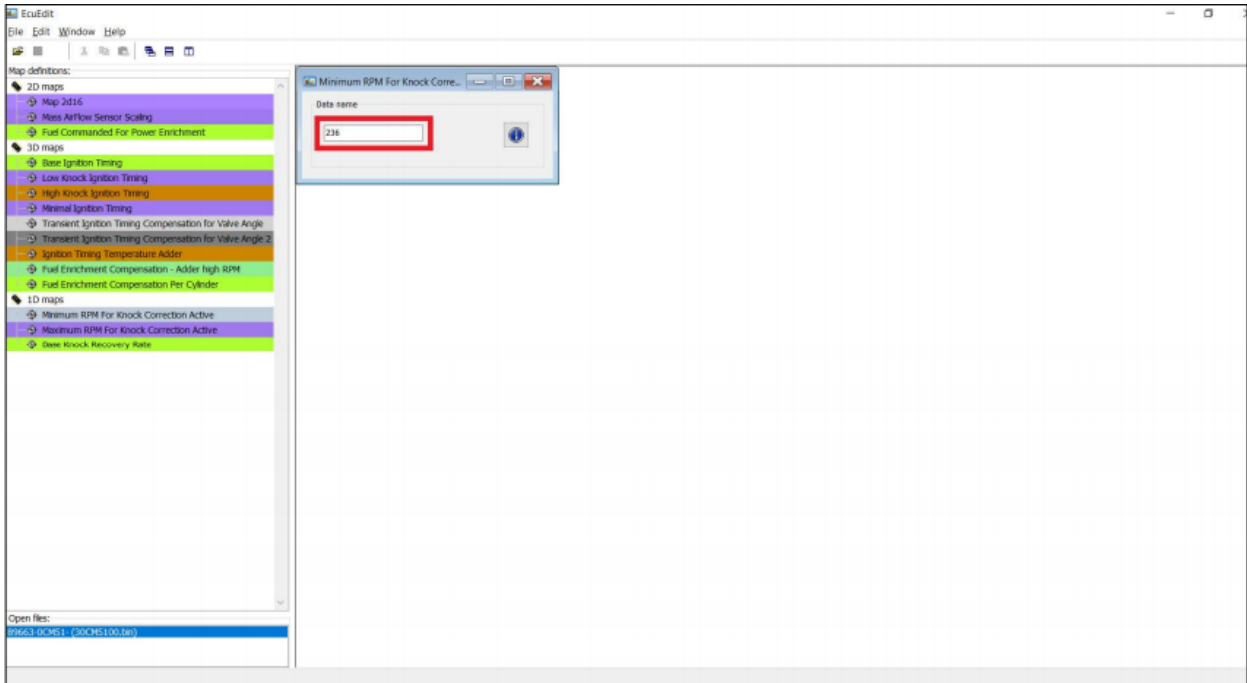 EcuEdit
File Edit Window Help
Map definitions:
2D maps
Map 2d16
Mass AirFlow Sensor Scaling
Fuel Commanded For Power Enrichment
3D maps
Base Ignition Timing
Low Knock Ignition Timing
High Knock Ignition Timing
Minimal Ignition Timing
Transient Ignition Timing Compensation for Valve Angle
Transient Ignition Timing Compensation for Valve Angle 2
Ignition Timing Temperature Adder
Fuel Enrichment Compensation - Adder high RPM
Fuel Enrichment Compensation Per Cylinder
1D maps
Minimum RPM For Knock Correction Active
Maximum RPM For Knock Correction Active
Base Knock Recovery Rate
Minimum RPM For Knock Corre...
Data name
236
Open files:
89663-0CM51- (30CM5100.bin)